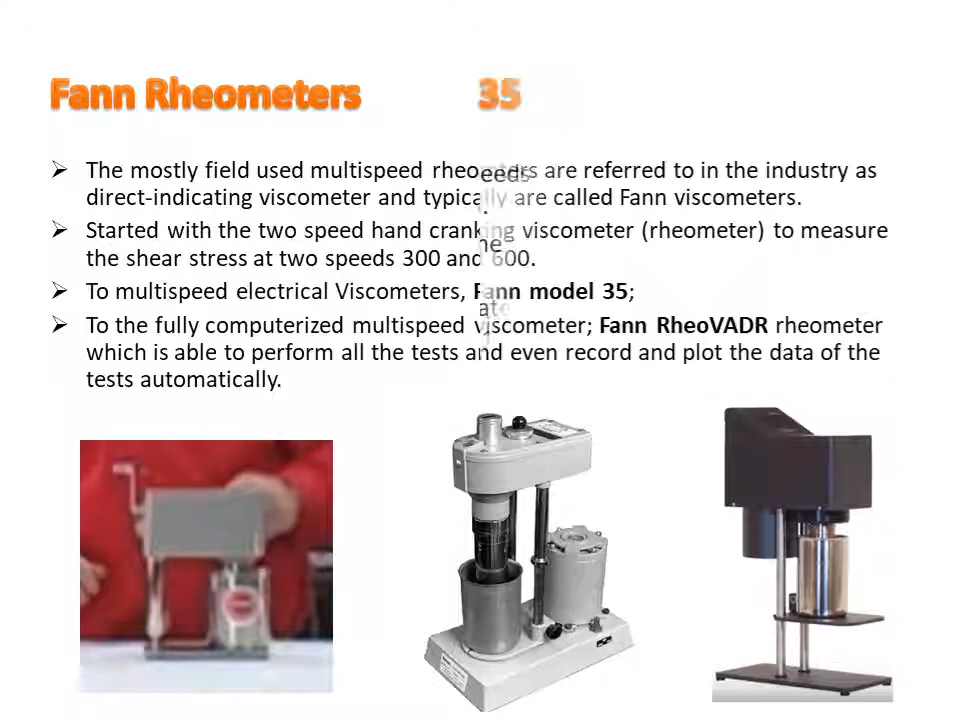 Fann Rheometers 35
➢ The mostly field used multispeed rheometers are referred to in the industry as
direct-indicating viscometer and typically are called Fann viscometers.
➢ Started with the two speed hand cranking viscometer (rheometer) to measure
the shear stress at two speeds 300 and 600.
➢ To multispeed electrical Viscometers, Fann model 35;
➢ To the fully computerized multispeed viscometer; Fann RheoVADR rheometer
which is able to perform all the tests and even record and plot the data of the
tests automatically.